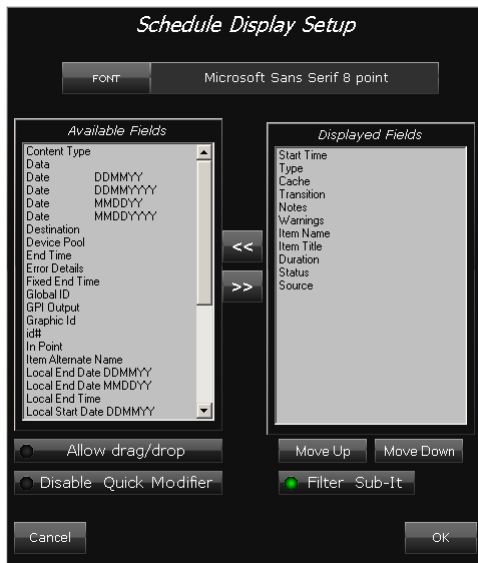 Schedule Display Setup
FONT Microsoft Sans Serif 8 point
Available Fields
Content Type
Data
Date DDMMYY
Date DDMMYYYY
Date MMDDYY
Date MMDDYYYY
Destination
Device Pool
End Time
Error Details
Fixed End Time
Global ID
GPI Output
Graphic Id
id#
In Point
Item Alternate Name
Local End Date DDMMYY
Local End Date MMDDYY
Local End Time
Local Start Date DDMMYY
<<
>>
Displayed Fields
Start Time
Type
Cache
Transition
Notes
Warnings
Item Name
Item Title
Duration
Status
Source
Allow drag/drop
Disable Quick Modifier
Move Up Move Down
Filter Sub-It
Cancel OK